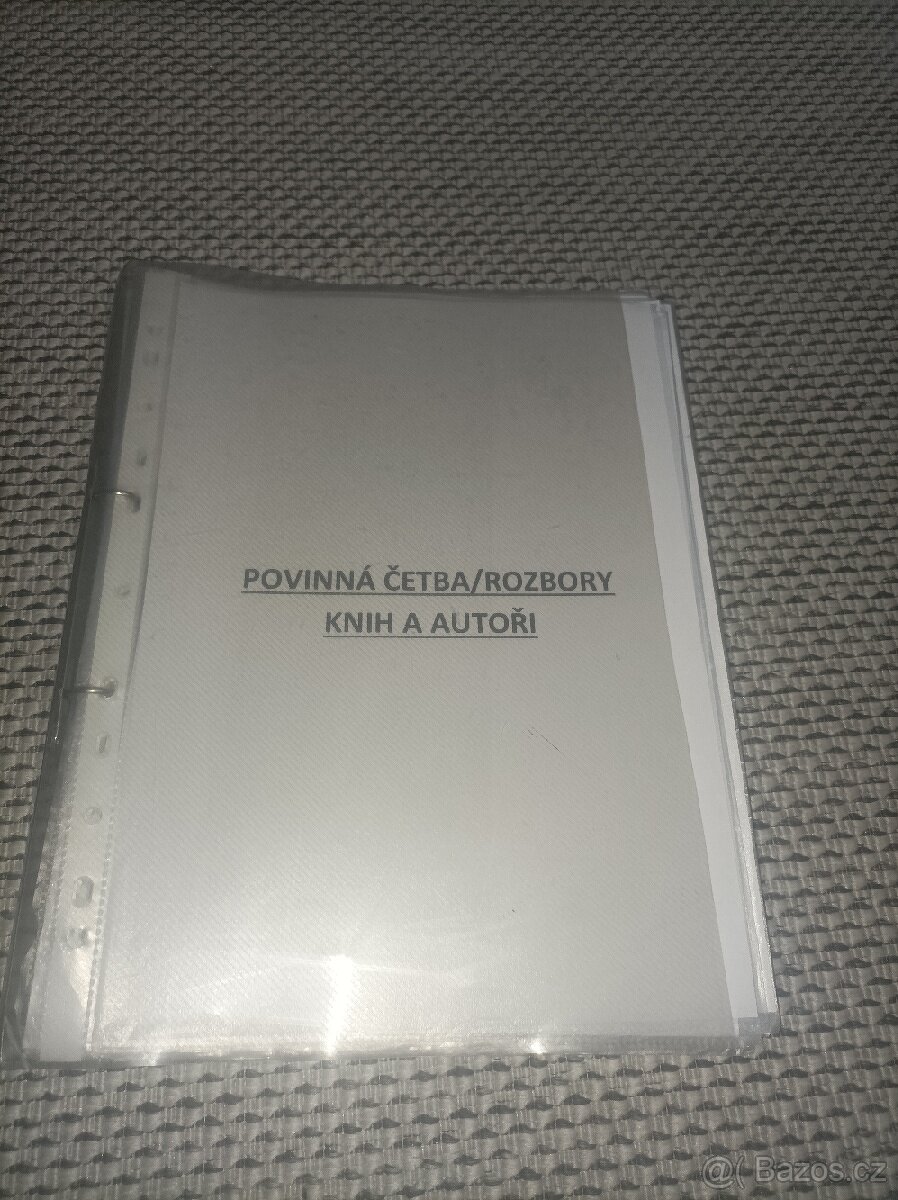 POVINNÁ ČETBA/ROZBORY
KNIH A AUTOŘI
@( Bazos.cz